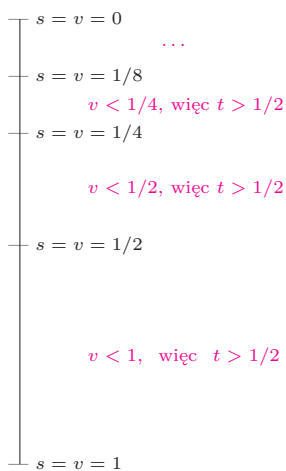 s = v = 0
...
s = v = 1/8
v < 1/4, więc t > 1/2
s = v = 1/4
v < 1/2, więc t > 1/2
s = v = 1/2
v < 1, więc t > 1/2
s = v = 1